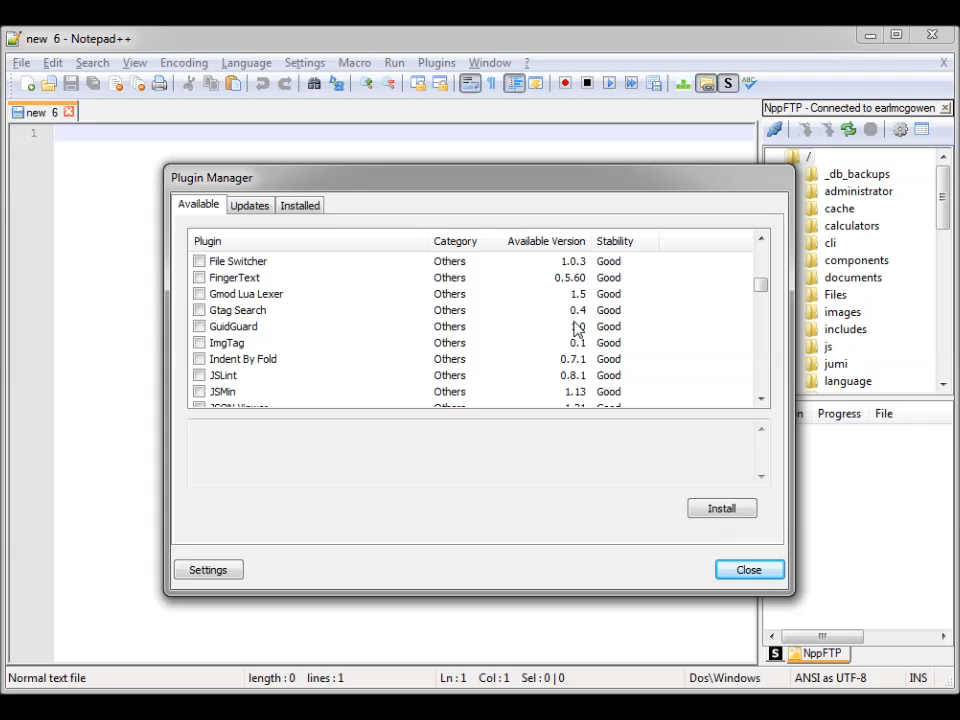 new 6 - Notepad++
File Edit Search View Encoding Language Settings Macro Run Plugins Window ? X
new 6
NppFTP - Connected to earlmcgowen
1
/
_db_backups
administrator
cache
calculators
cli
components
documents
Files
images
includes
js
jumi
language
Plugin Manager
Available Updates Installed
Plugin Category Available Version Stability
File Switcher Others 1.0.3 Good
FingerText Others 0.5.60 Good
Gmod Lua Lexer Others 1.5 Good
Gtag Search Others 0.4 Good
GuidGuard Others Good
ImgTag Others 0.1 Good
Indent By Fold Others 0.7.1 Good
JSLint Others 0.8.1 Good
JSMin Others 1.13 Good
JSON Viewer Others 1.21 Good
Install
Settings Close
Progress File
S NppFTP
Normal text file length : 0 lines : 1 Ln : 1 Col : 1 Sel : 0 | 0 Dos\Windows ANSI as UTF-8 INS